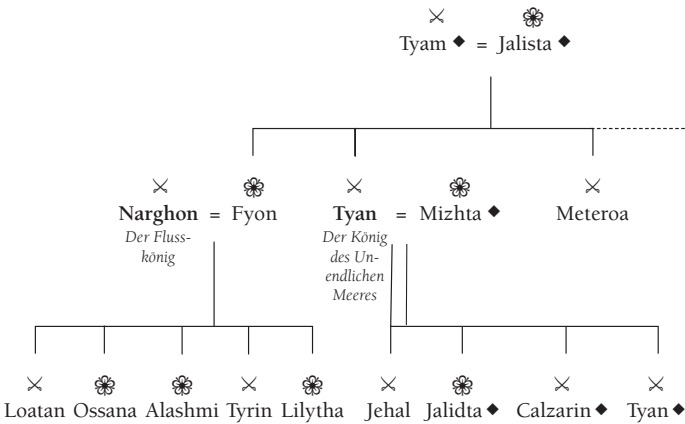 Tyam ◆ = Jalista ◆
Narghon = Fyon Tyan = Mizhta ◆ Meteroa
Der Fluss-
könig
Der König
des Un-
endlichen
Meeres
Loatan Ossana Alashmi Tyrin Lilytha Jehal Jalidta ◆ Calzarin ◆ Tyan ◆